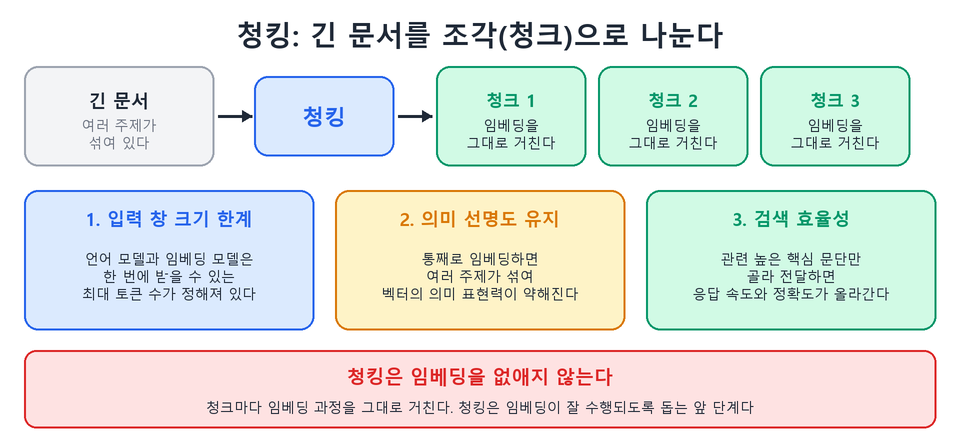 청킹: 긴 문서를 조각(청크)으로 나눈다
긴 문서
여러 주제가
섞여 있다
청킹
청크 1
임베딩을
그대로 거친다
청크 2
임베딩을
그대로 거친다
청크 3
임베딩을
그대로 거친다
1. 입력 창 크기 한계
언어 모델과 임베딩 모델은
한 번에 받을 수 있는
최대 토큰 수가 정해져 있다
2. 의미 선명도 유지
통째로 임베딩하면
여러 주제가 섞여
벡터의 의미 표현력이 약해진다
3. 검색 효율성
관련 높은 핵심 문단만
골라 전달하면
응답 속도와 정확도가 올라간다
청킹은 임베딩을 없애지 않는다
청크마다 임베딩 과정을 그대로 거친다. 청킹은 임베딩이 잘 수행되도록 돕는 앞 단계다